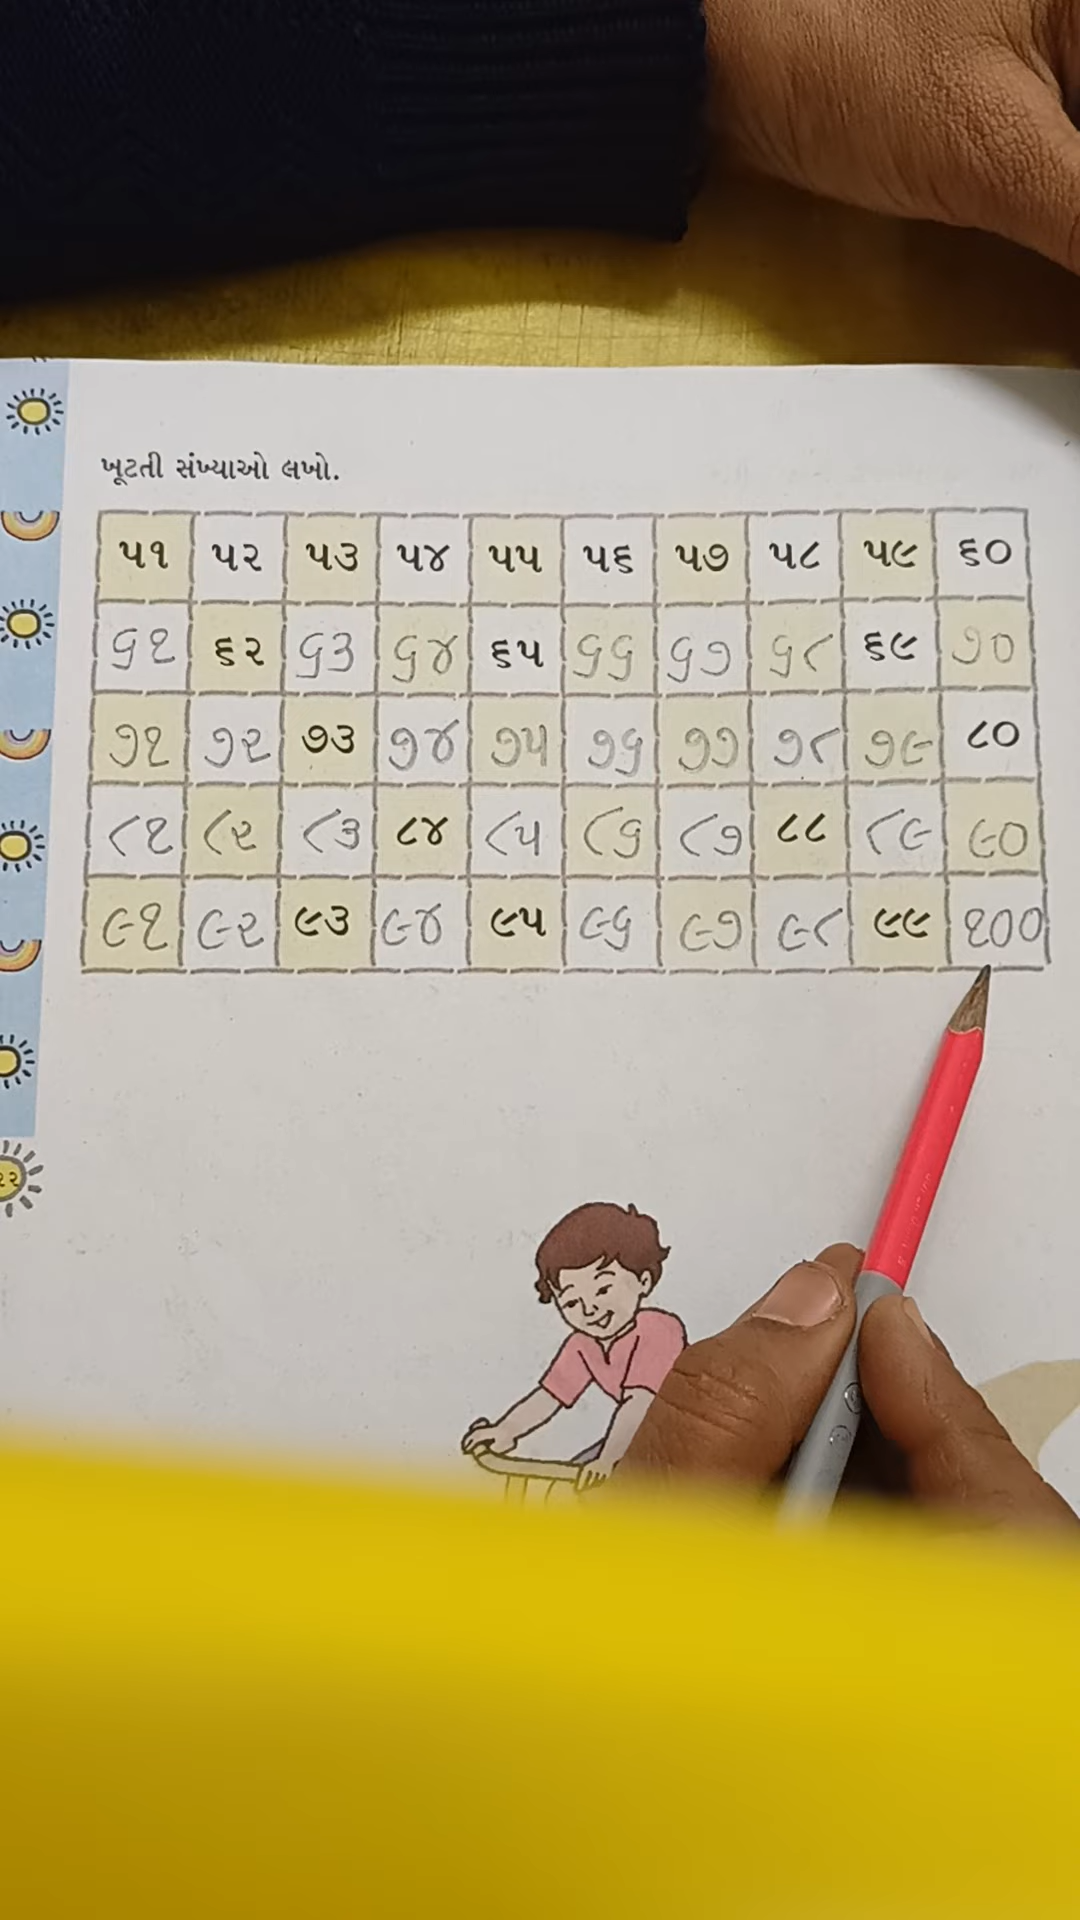 ખૂટતી સંખ્યાઓ લખો.
૫૧ ૫૨ ૫૩ ૫૪ ૫૫ ૫૬ ૫૭ ૫૮ ૫૯ ૬૦
૬૧ ૬૨ ૬૩ ૬૪ ૬૫ ૬૬ ૬૭ ૬૮ ૬૯ ૭૦
૭૧ ૭૨ ૭૩ ૭૪ ૭૫ ૭૬ ૭૭ ૭૮ ૭૯ ૮૦
૮૧ ૮૨ ૮૩ ૮૪ ૮૫ ૮૬ ૮૭ ૮૮ ૮૯ ૯૦
૯૧ ૯૨ ૯૩ ૯૪ ૯૫ ૯૬ ૯૭ ૯૮ ૯૯ ૧૦૦